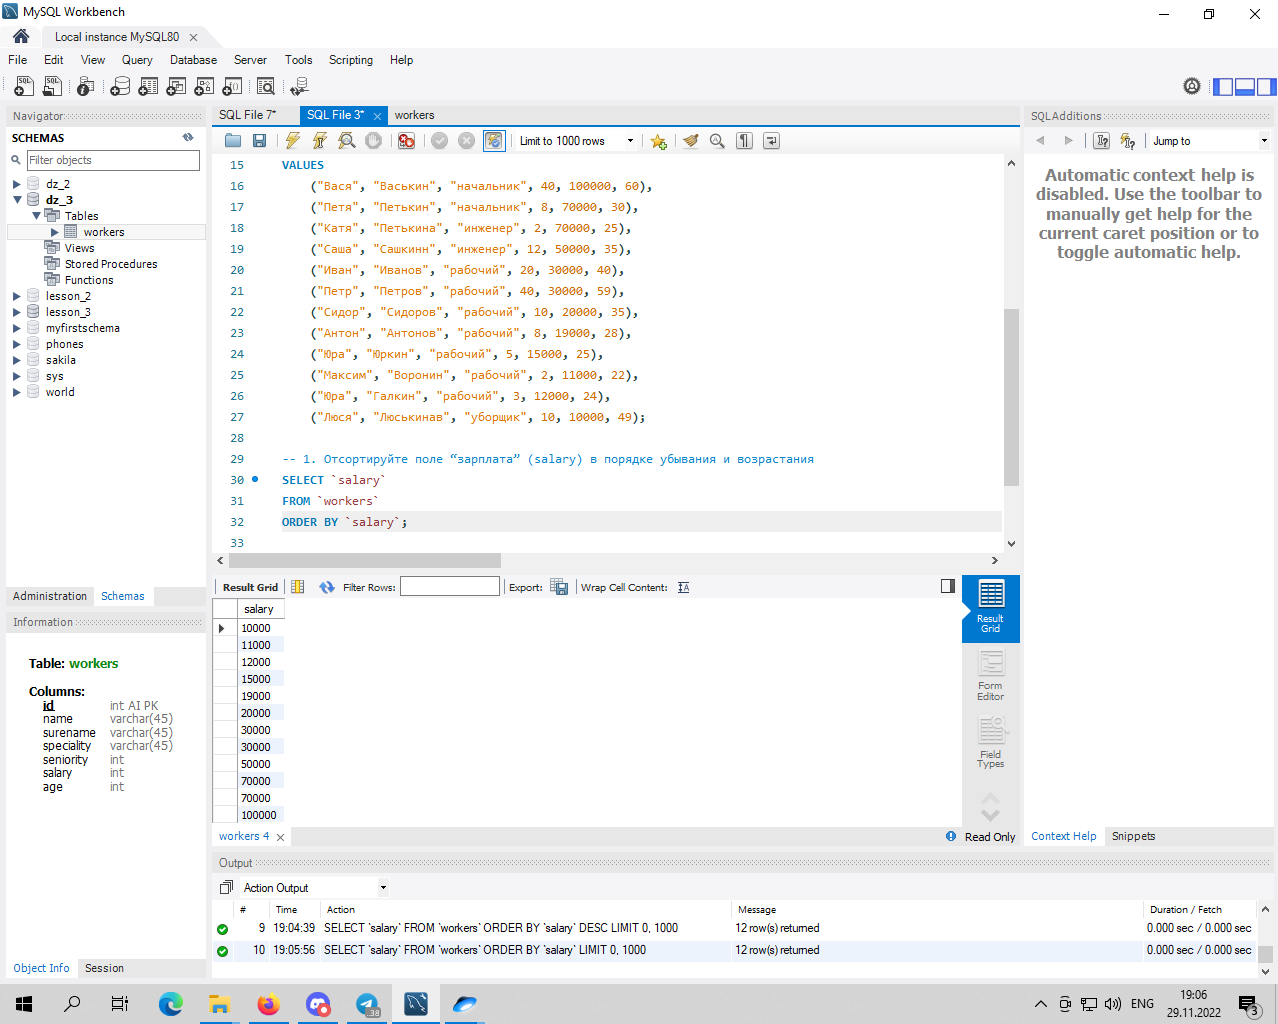 MySQL Workbench
Local instance MySQL80
File Edit View Query Database Server Tools Scripting Help
Navigator
SCHEMAS
Filter objects
dz_2
dz_3
Tables
workers
Views
Stored Procedures
Functions
lesson_2
lesson_3
myfirstschema
phones
sakila
sys
world
Administration Schemas
Information
Table: workers
Columns:
id int AI PK
name varchar(45)
surename varchar(45)
speciality varchar(45)
seniority int
salary int
age int
Object Info Session
SQL File 7* SQL File 3* workers
Limit to 1000 rows
15 VALUES
16 ("Вася", "Васькин", "начальник", 40, 100000, 60),
17 ("Петя", "Петькин", "начальник", 8, 70000, 30),
18 ("Катя", "Петькина", "инженер", 2, 70000, 25),
19 ("Саша", "Сашкинн", "инженер", 12, 50000, 35),
20 ("Иван", "Иванов", "рабочий", 20, 30000, 40),
21 ("Петр", "Петров", "рабочий", 40, 30000, 59),
22 ("Сидор", "Сидоров", "рабочий", 10, 20000, 35),
23 ("Антон", "Антонов", "рабочий", 8, 19000, 28),
24 ("Юра", "Юркин", "рабочий", 5, 15000, 25),
25 ("Максим", "Воронин", "рабочий", 2, 11000, 22),
26 ("Юра", "Галкин", "рабочий", 3, 12000, 24),
27 ("Люся", "Люськинав", "уборщик", 10, 10000, 49);
28
29 -- 1. Отсортируйте поле “зарплата” (salary) в порядке убывания и возрастания
30 SELECT `salary`
31 FROM `workers`
32 ORDER BY `salary`;
33
Result Grid Filter Rows: Export: Wrap Cell Content:
salary
10000
11000
12000
15000
19000
20000
30000
30000
50000
70000
70000
100000
Result
Grid
Form
Editor
Field
Types
workers 4
Read Only
SQLAdditions
Jump to
Automatic context help is
disabled. Use the toolbar to
manually get help for the
current caret position or to
toggle automatic help.
Context Help Snippets
Output
Action Output
# Time Action Message Duration / Fetch
9 19:04:39 SELECT `salary` FROM `workers` ORDER BY `salary` DESC LIMIT 0, 1000 12 row(s) returned 0.000 sec / 0.000 sec
10 19:05:56 SELECT `salary` FROM `workers` ORDER BY `salary` LIMIT 0, 1000 12 row(s) returned 0.000 sec / 0.000 sec
.38
ENG
19:06
29.11.2022
3